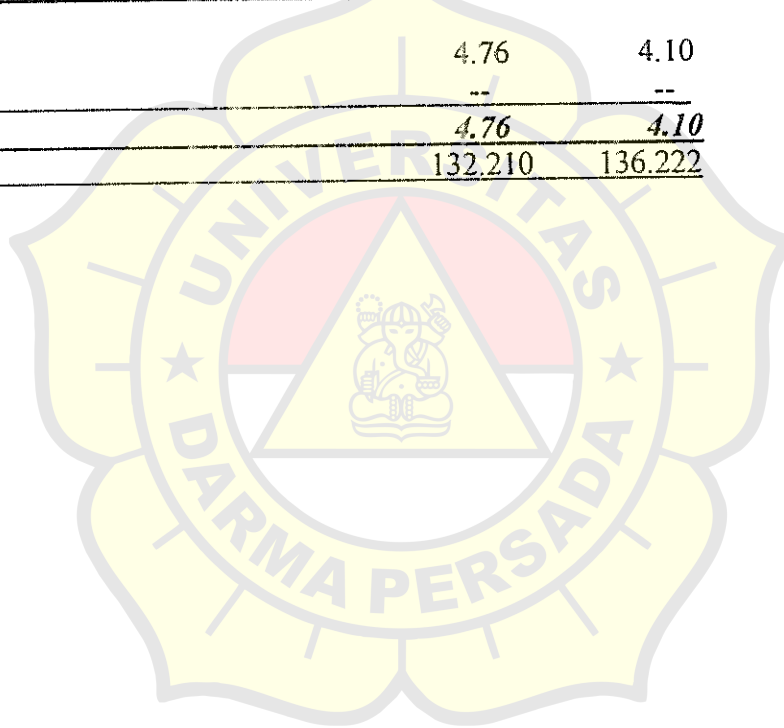 4.76 4.10
-- --
4.76 4.10
132.210 136.222
UNIVERSITAS
DARMA PERSADA